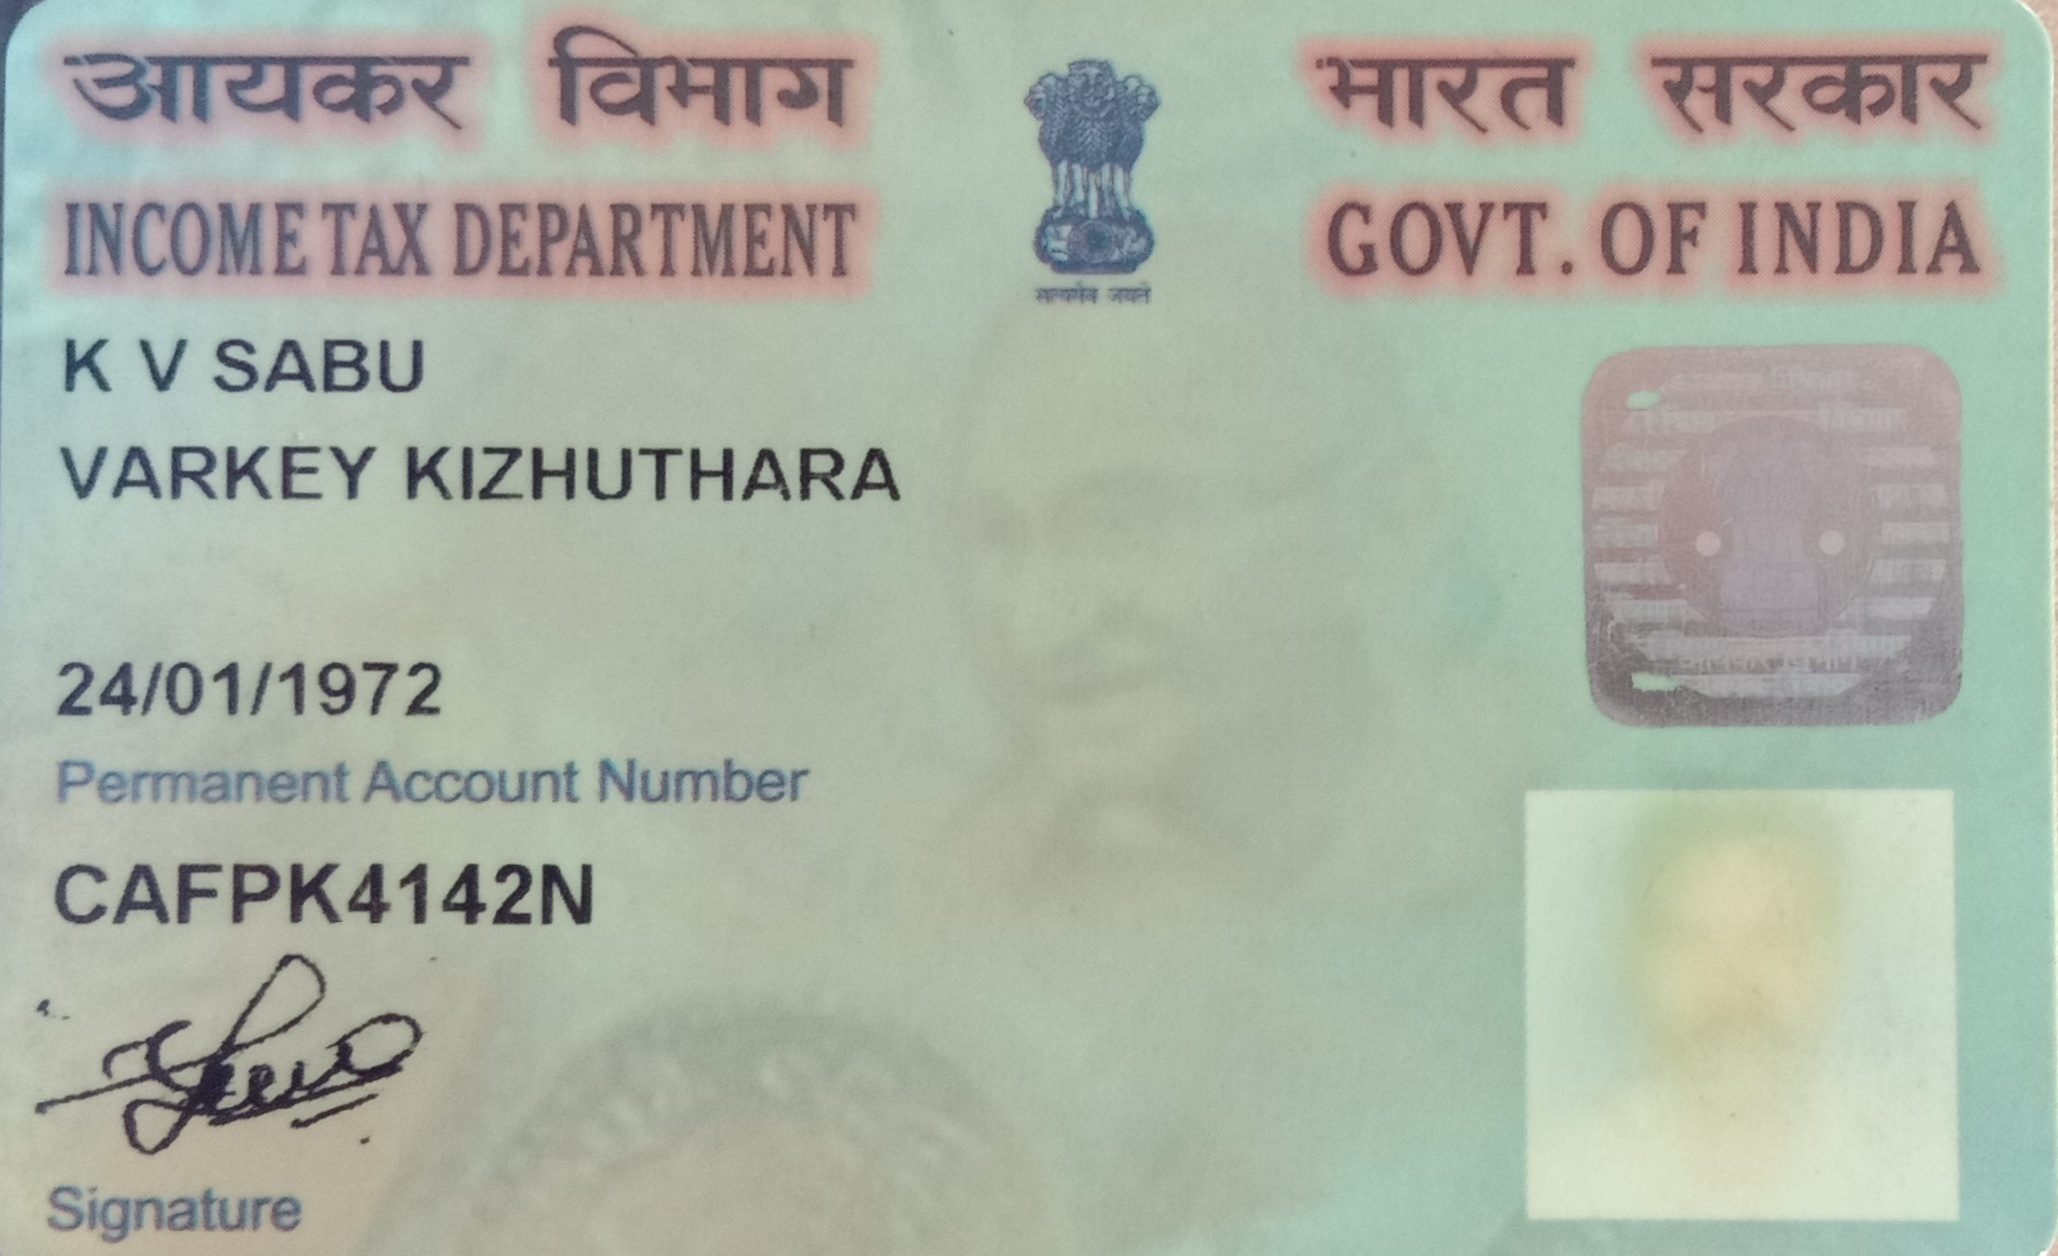 आयकर विभाग
भारत सरकार
INCOME TAX DEPARTMENT
GOVT. OF INDIA
सत्यमेव जयते
K V SABU
VARKEY KIZHUTHARA
24/01/1972
Permanent Account Number
CAFPK4142N
Signature